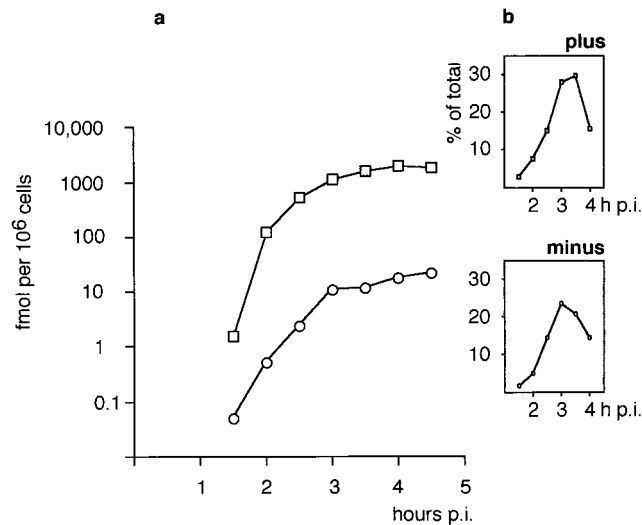 a
fmol per 10⁶ cells
10,000
1000
100
10
1
0.1
1 2 3 4 5
hours p.i.
b
plus
% of total
30
20
10
2 3 4 h p.i.
minus
30
20
10
2 3 4 h p.i.